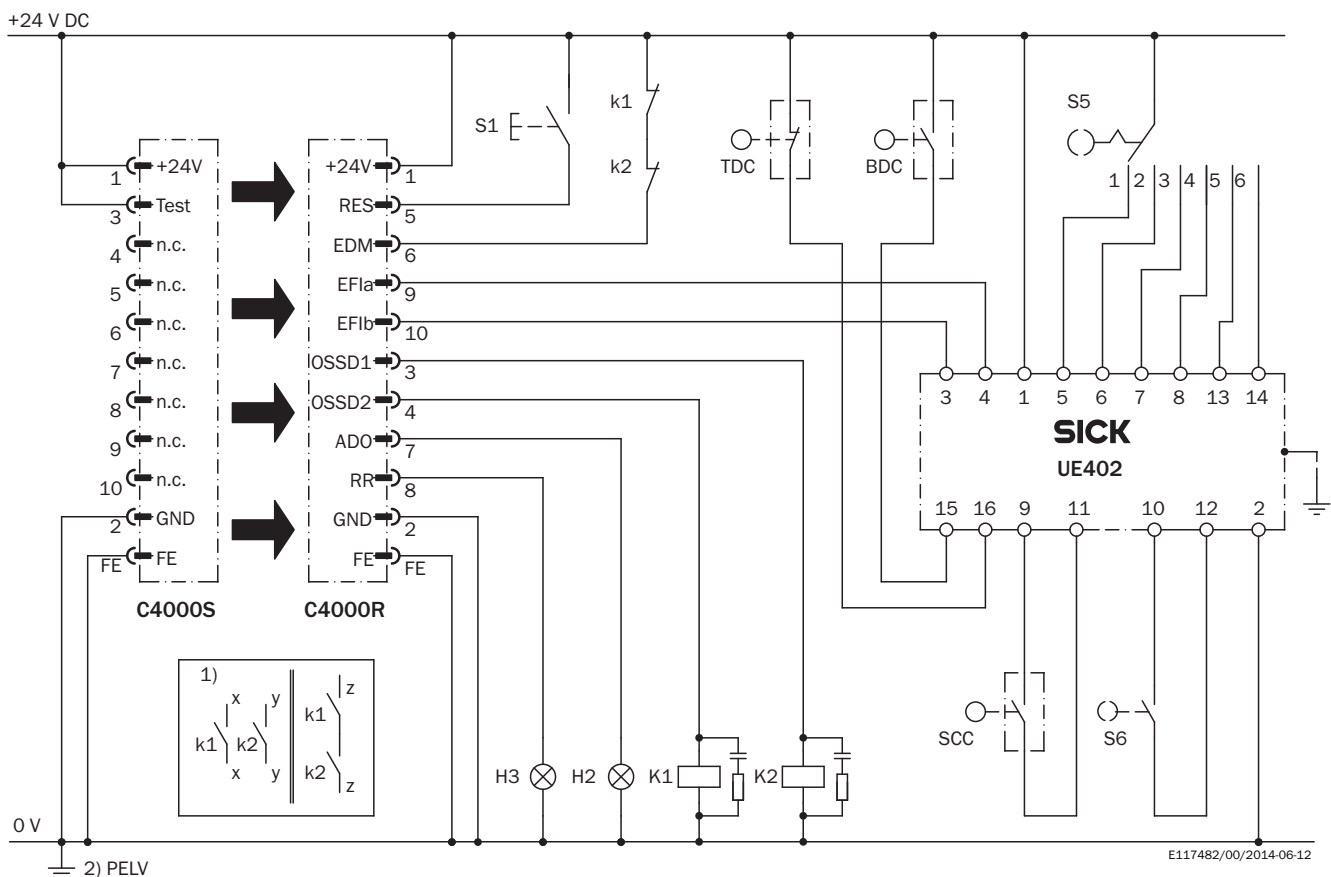 +24 V DC
S1
k1
k2
TDC
BDC
S5
1 2 3 4 5 6
1 +24V
3 Test
4 n.c.
5 n.c.
6 n.c.
7 n.c.
8 n.c.
9 n.c.
10 n.c.
2 GND
FE FE
C4000S
+24V 1
RES 5
EDM 6
EFIa 9
EFIb 10
OSSD1 3
OSSD2 4
ADO 7
RR 8
GND 2
FE FE
C4000R
3 4 1 5 6 7 8 13 14
SICK
UE402
15 16 9 11 10 12 2
1)
x y z
k1 k2 k1
x y k2 z
H3 H2 K1 K2
SCC
S6
0 V
2) PELV
E117482/00/2014-06-12